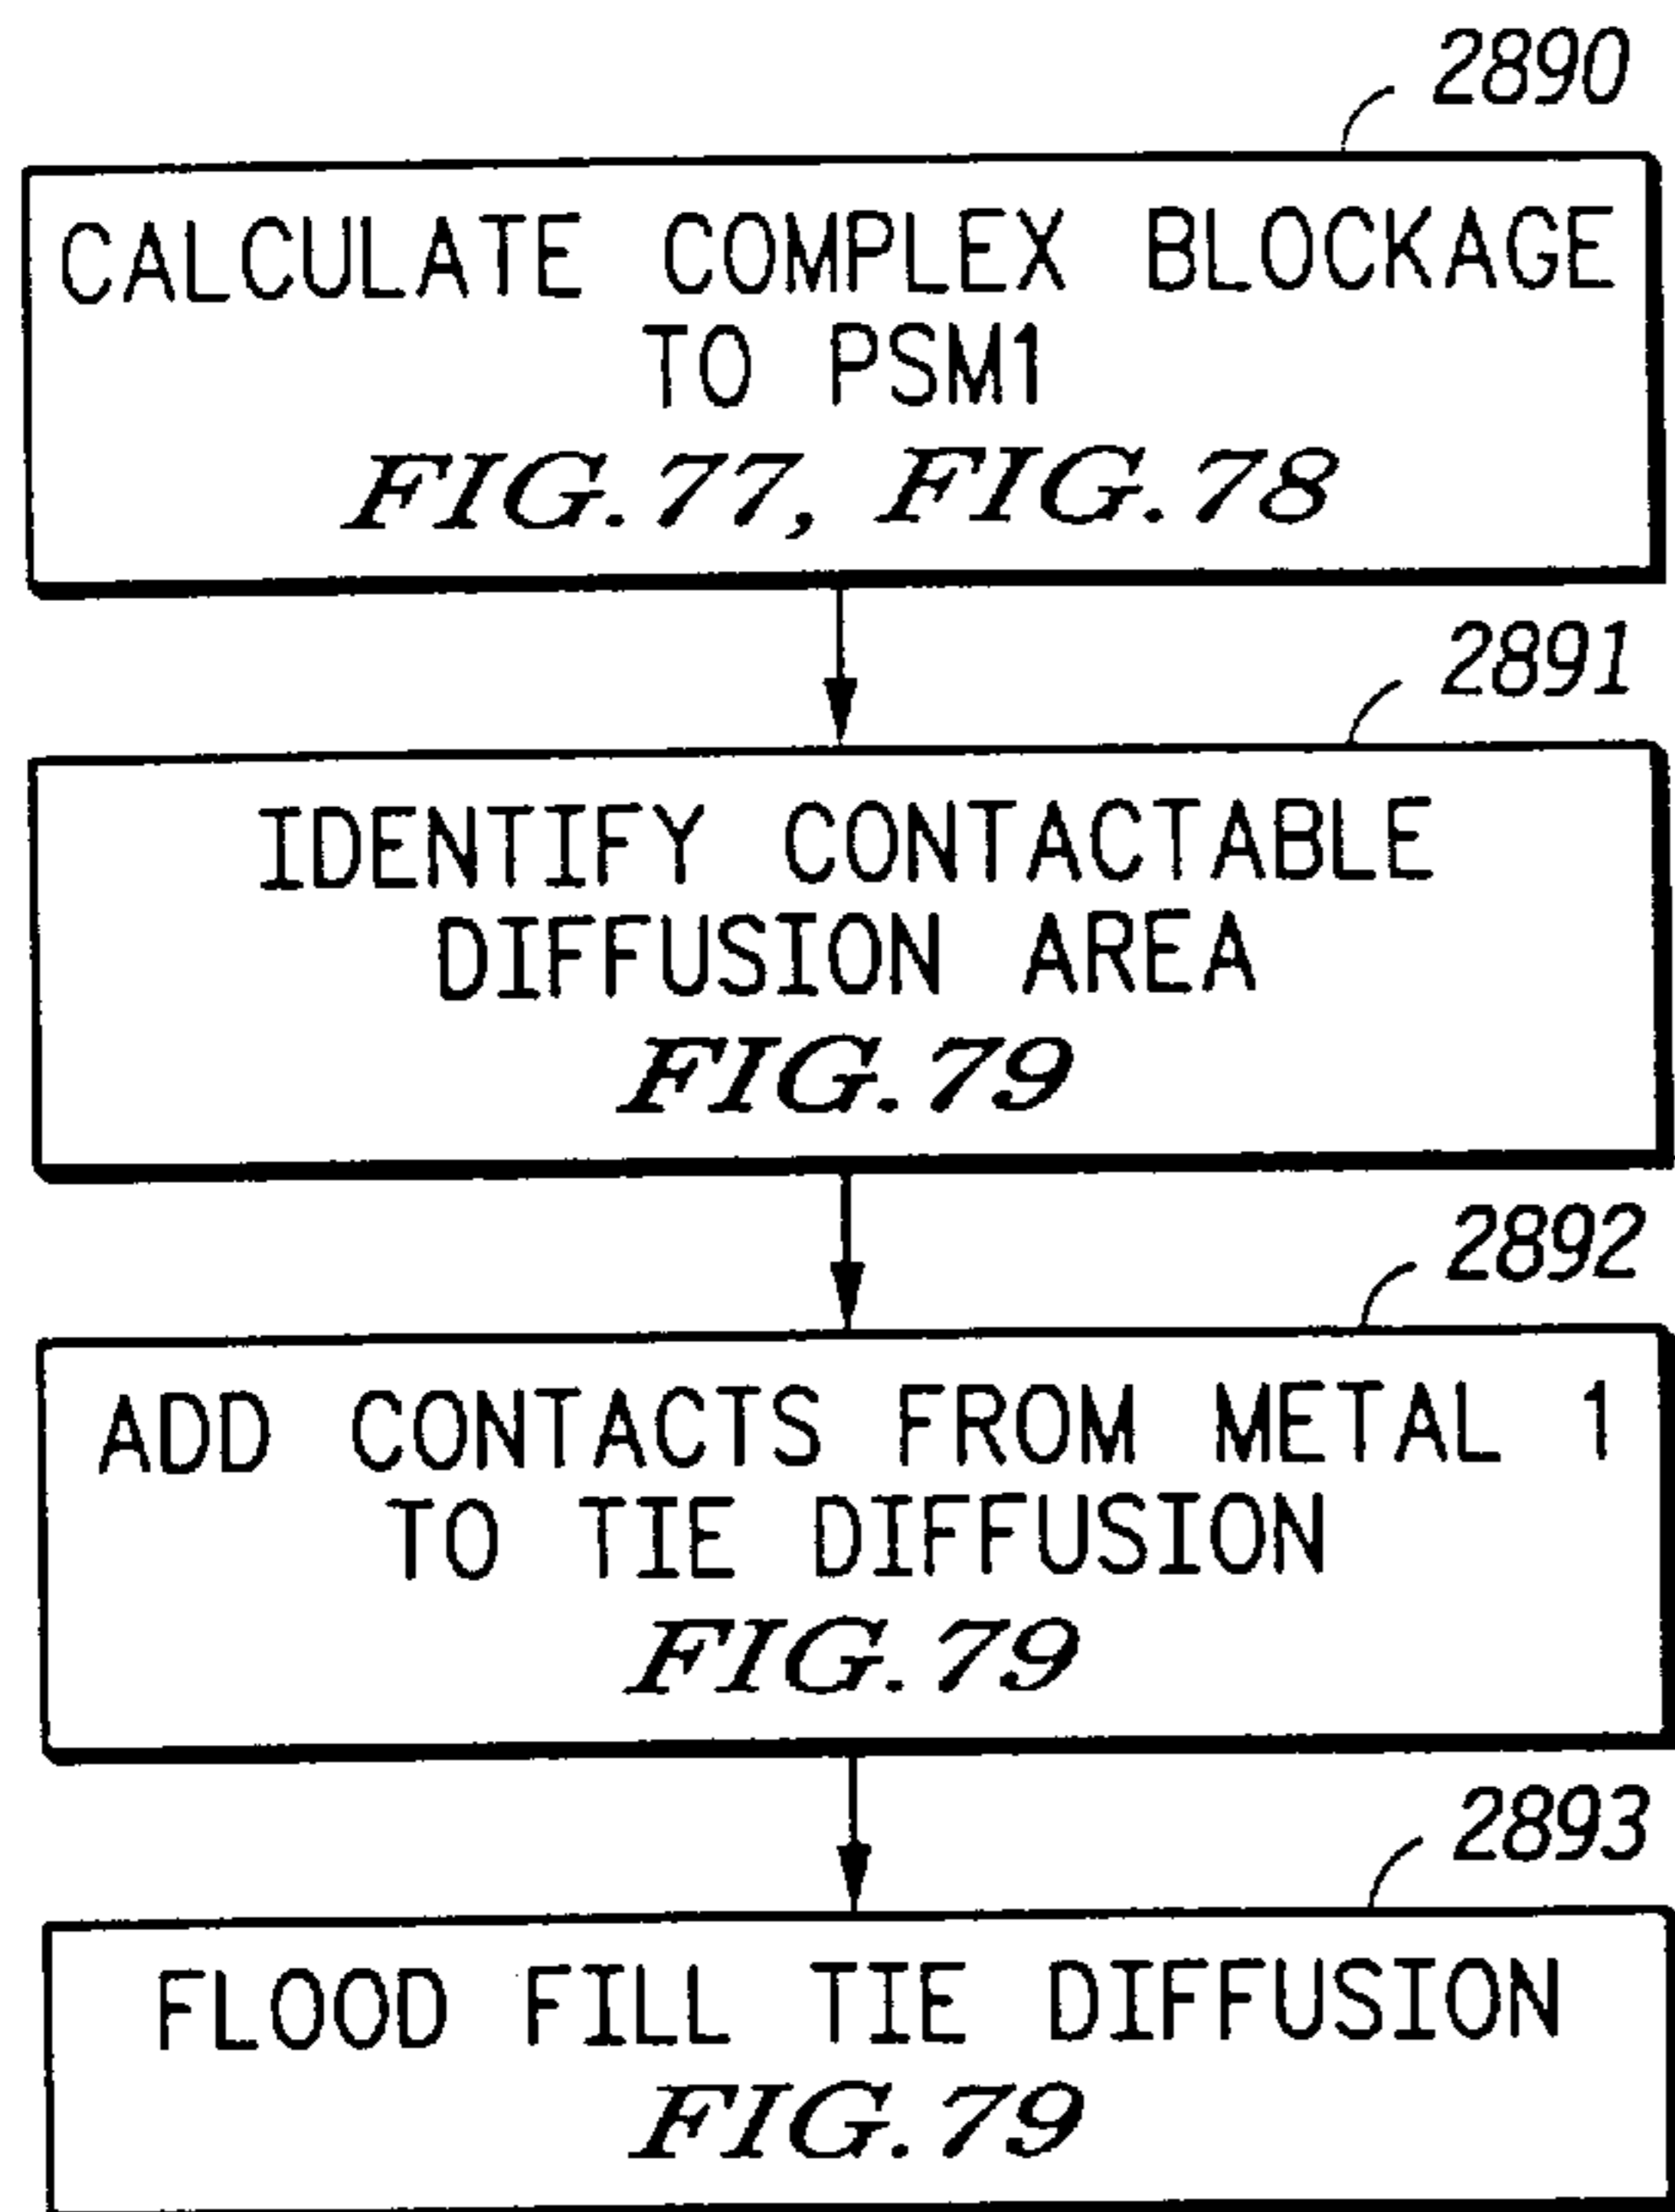 2890
CALCULATE COMPLEX BLOCKAGE
TO PSM1
FIG. 77, FIG. 78
2891
IDENTIFY CONTACTABLE
DIFFUSION AREA
FIG. 79
2892
ADD CONTACTS FROM METAL 1
TO TIE DIFFUSION
FIG. 79
2893
FLOOD FILL TIE DIFFUSION
FIG. 79